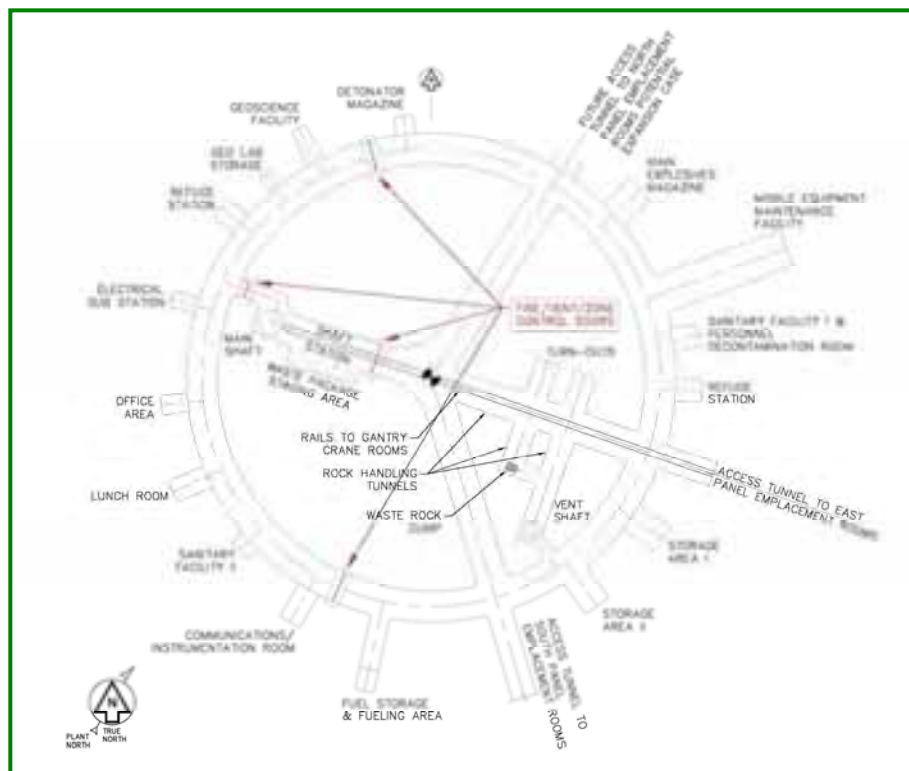 DETONATOR
MAGAZINE
GEOSCIENCE
FACILITY
GEO LAB
STORAGE
REFUGE
STATION
ELECTRICAL
SUB STATION
MAIN
SHAFT
SHAFT
STATION
WASTE PACKAGE
STAGING AREA
OFFICE
AREA
LUNCH ROOM
SANITARY
FACILITY II
COMMUNICATIONS/
INSTRUMENTATION ROOM
FUEL STORAGE
& FUELING AREA
FUTURE ACCESS
TUNNEL TO NORTH
PANEL EMPLACEMENT
ROOMS POTENTIAL
EXPANSION CASE
MAIN
EXPLOSIVES
MAGAZINE
MOBILE EQUIPMENT
MAINTENANCE
FACILITY
CONTROL DOORS
SANITARY FACILITY I &
PERSONNEL
DECONTAMINATION ROOM
TURN-OUTS
REFUGE
STATION
RAILS TO GANTRY
CRANE ROOMS
ROCK HANDLING
TUNNELS
WASTE ROCK
DUMP
VENT
SHAFT
ACCESS TUNNEL TO EAST
PANEL EMPLACEMENT ROOMS
STORAGE
AREA I
STORAGE
AREA II
ACCESS TUNNEL TO
SOUTH PANEL
EMPLACEMENT ROOMS
N
PLANT
NORTH
TRUE
NORTH